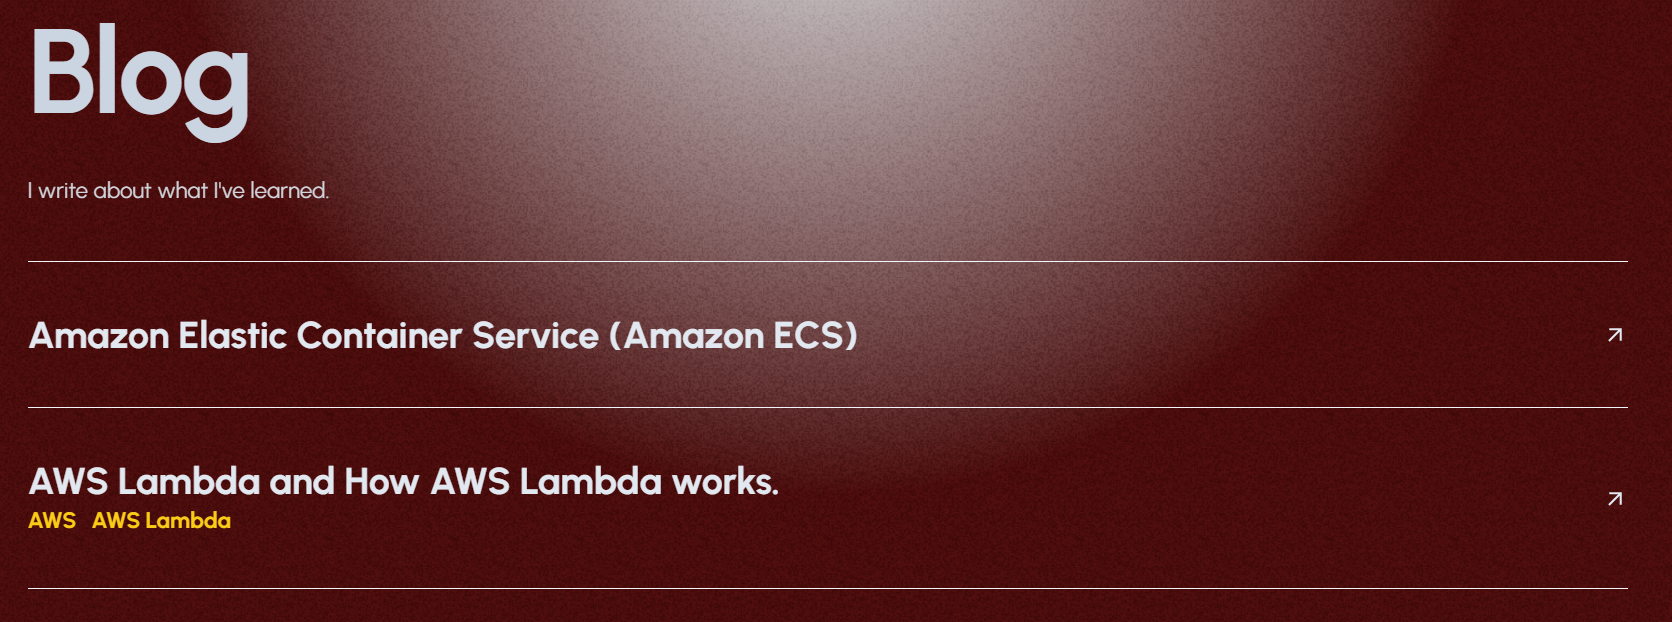 Blog
I write about what I've learned.
Amazon Elastic Container Service (Amazon ECS)
AWS Lambda and How AWS Lambda works.
AWS AWS Lambda